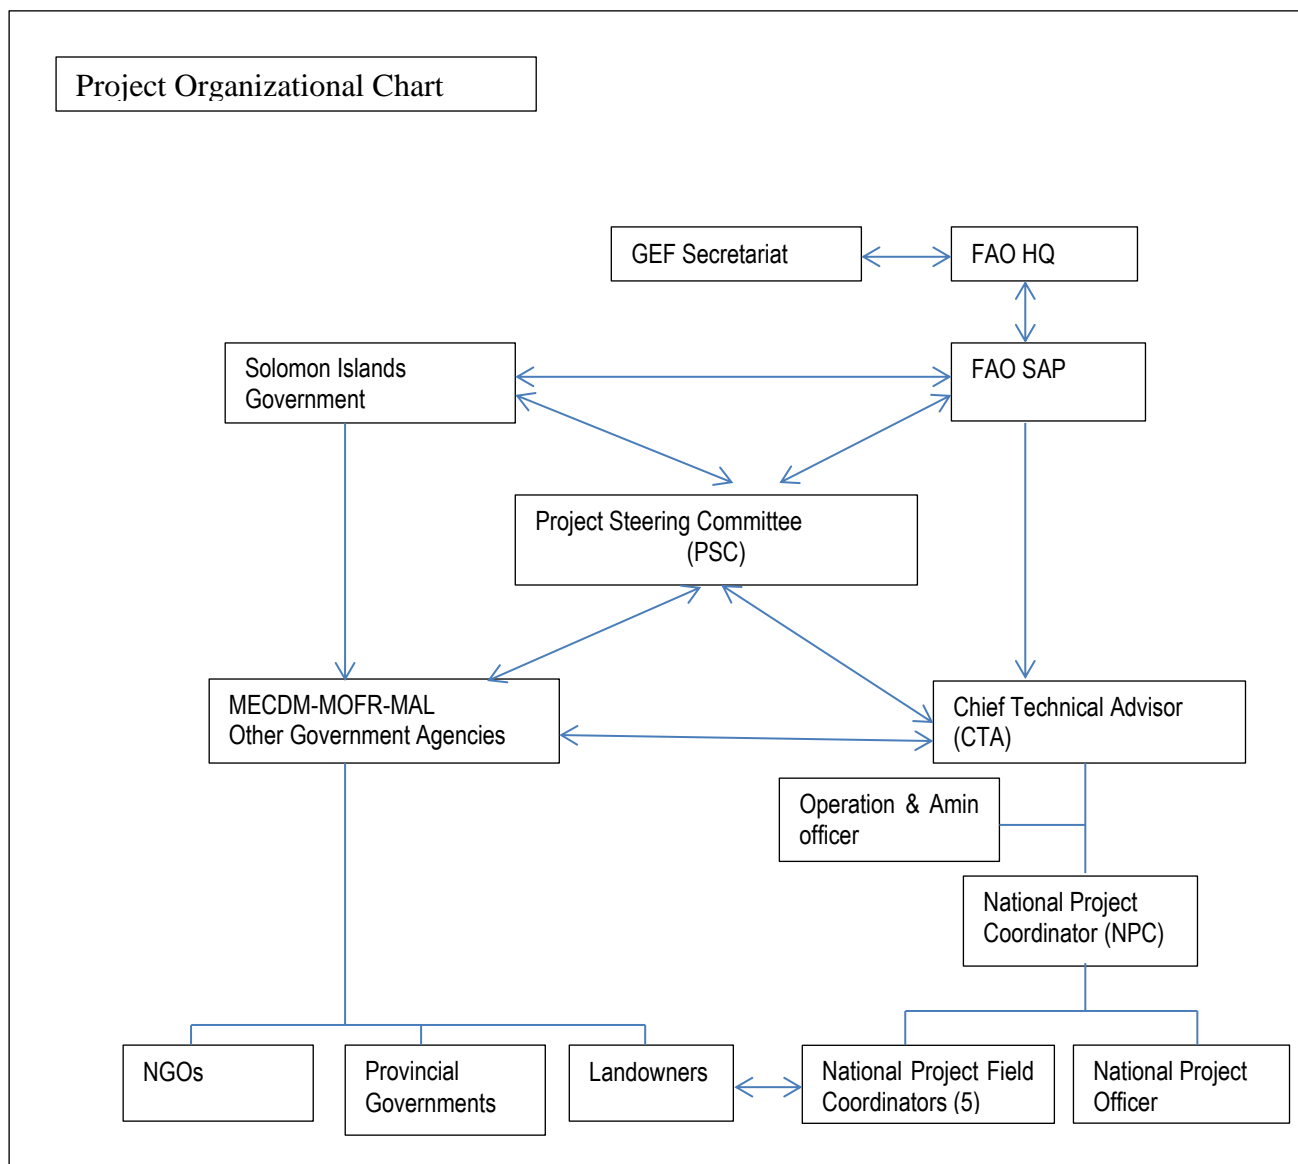 Project Organizational Chart
GEF Secretariat
FAO HQ
Solomon Islands
Government
FAO SAP
Project Steering Committee
(PSC)
MECDM-MOFR-MAL
Other Government Agencies
Chief Technical Advisor
(CTA)
Operation & Amin
officer
National Project
Coordinator (NPC)
NGOs
Provincial
Governments
Landowners
National Project Field
Coordinators (5)
National Project
Officer